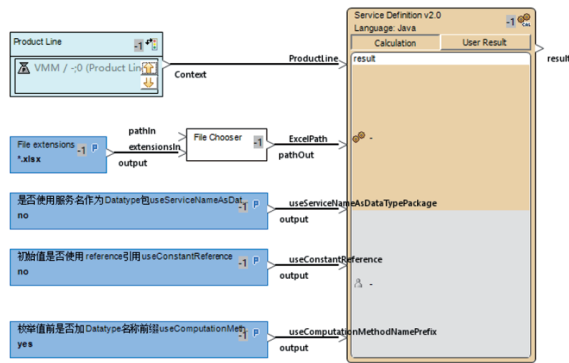 Service Definition v2.0
Language: Java
-1
Calculation
User Result
result
result
Product Line
-1
VMM / -;0 (Product Lin
Context
ProductLine
File extensions
-1 P
*.xlsx
output
pathIn
extensionsIn
File Chooser
-1
ExcelPath
pathOut
-
是否使用服务名作为Datatype包useServiceNameAsDat.
-1 P
no
output
useServiceNameAsDataTypePackage
初始值是否使用 reference引用useConstantReference
-1 P
no
output
useConstantReference
-
枚举值前是否加Datatype名称前缀useComputationMeth.
-1 P
yes
output
useComputationMethodNamePrefix